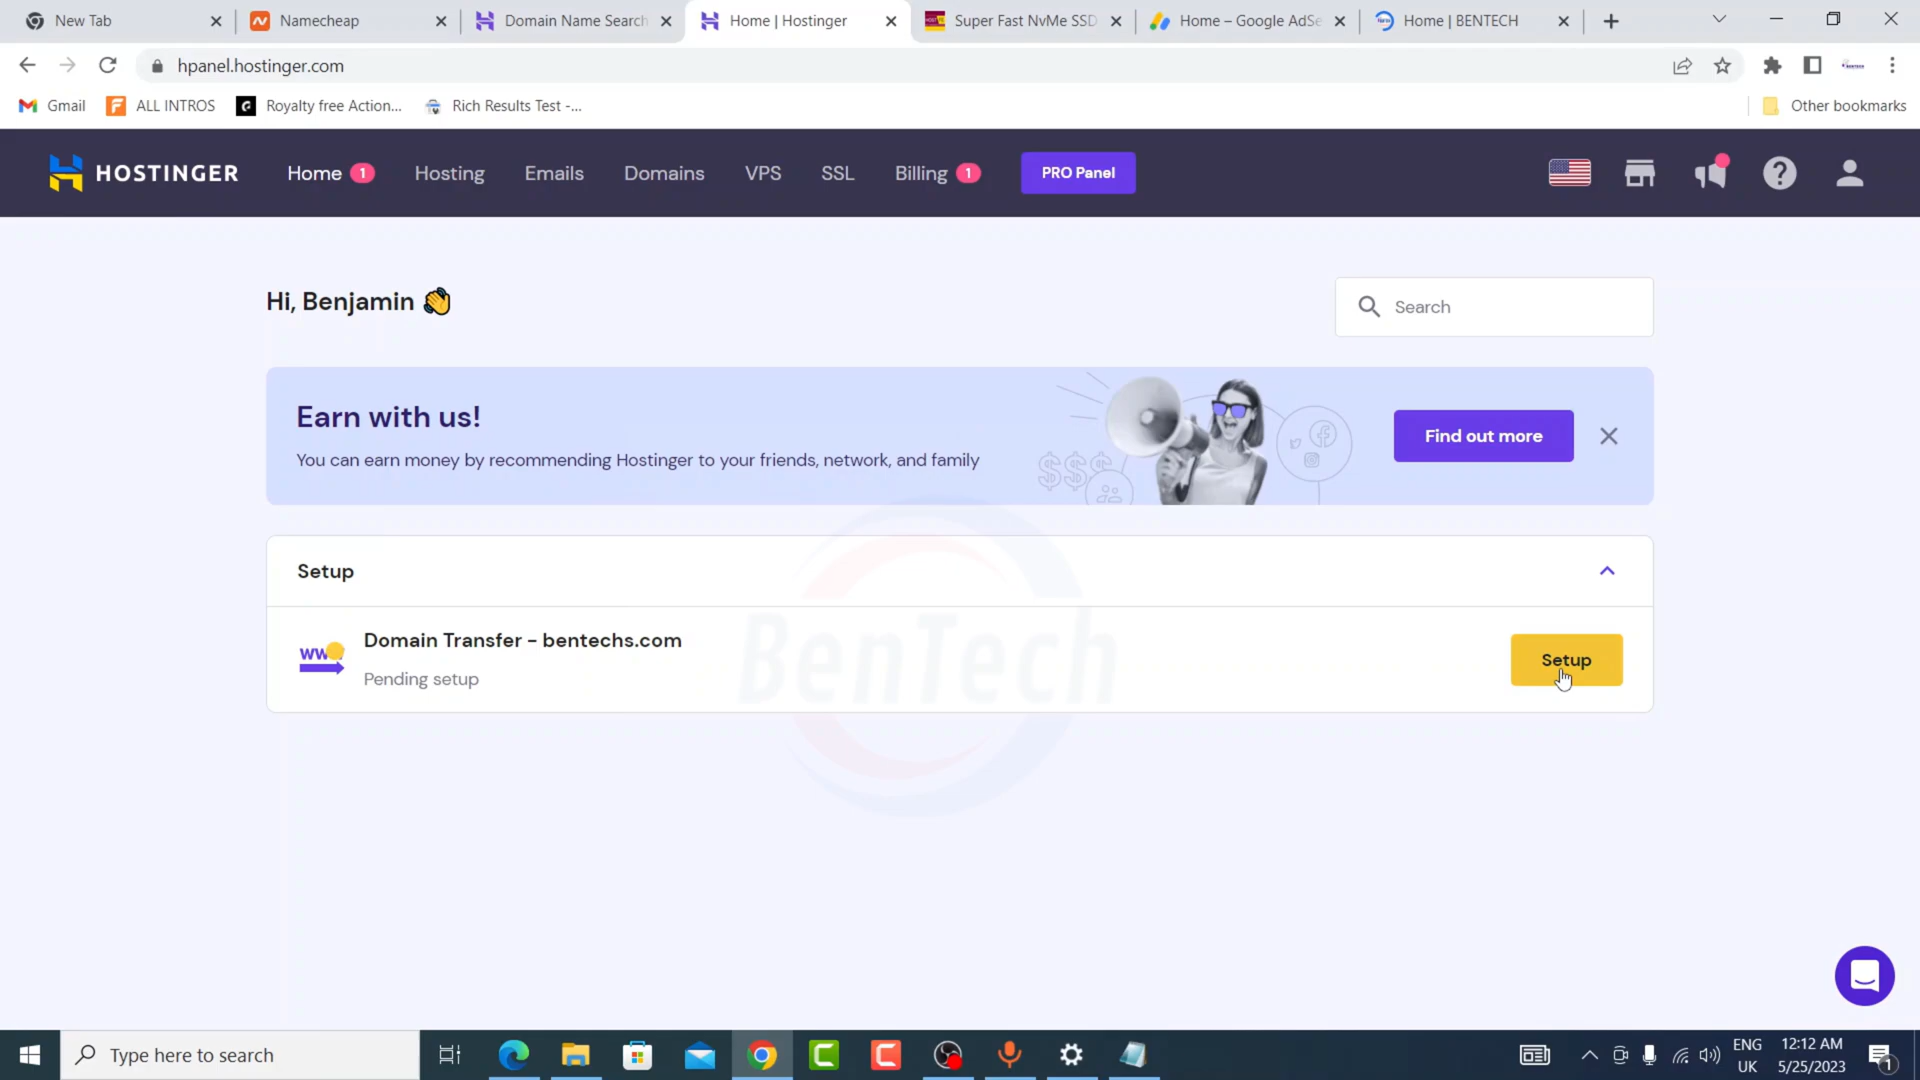 New Tab
Namecheap
Domain Name Search
Home | Hostinger
Super Fast NvMe SSD
Home – Google AdSe
Home | BENTECH
hpanel.hostinger.com
Gmail
ALL INTROS
Royalty free Action...
Rich Results Test -...
Other bookmarks
HOSTINGER
Home 1
Hosting
Emails
Domains
VPS
SSL
Billing 1
PRO Panel
Hi, Benjamin 👋
Search
Earn with us!
You can earn money by recommending Hostinger to your friends, network, and family
$$$
Find out more
Setup
Domain Transfer - bentechs.com
Pending setup
Setup
BenTech
Type here to search
ENG
UK
12:12 AM
5/25/2023
1